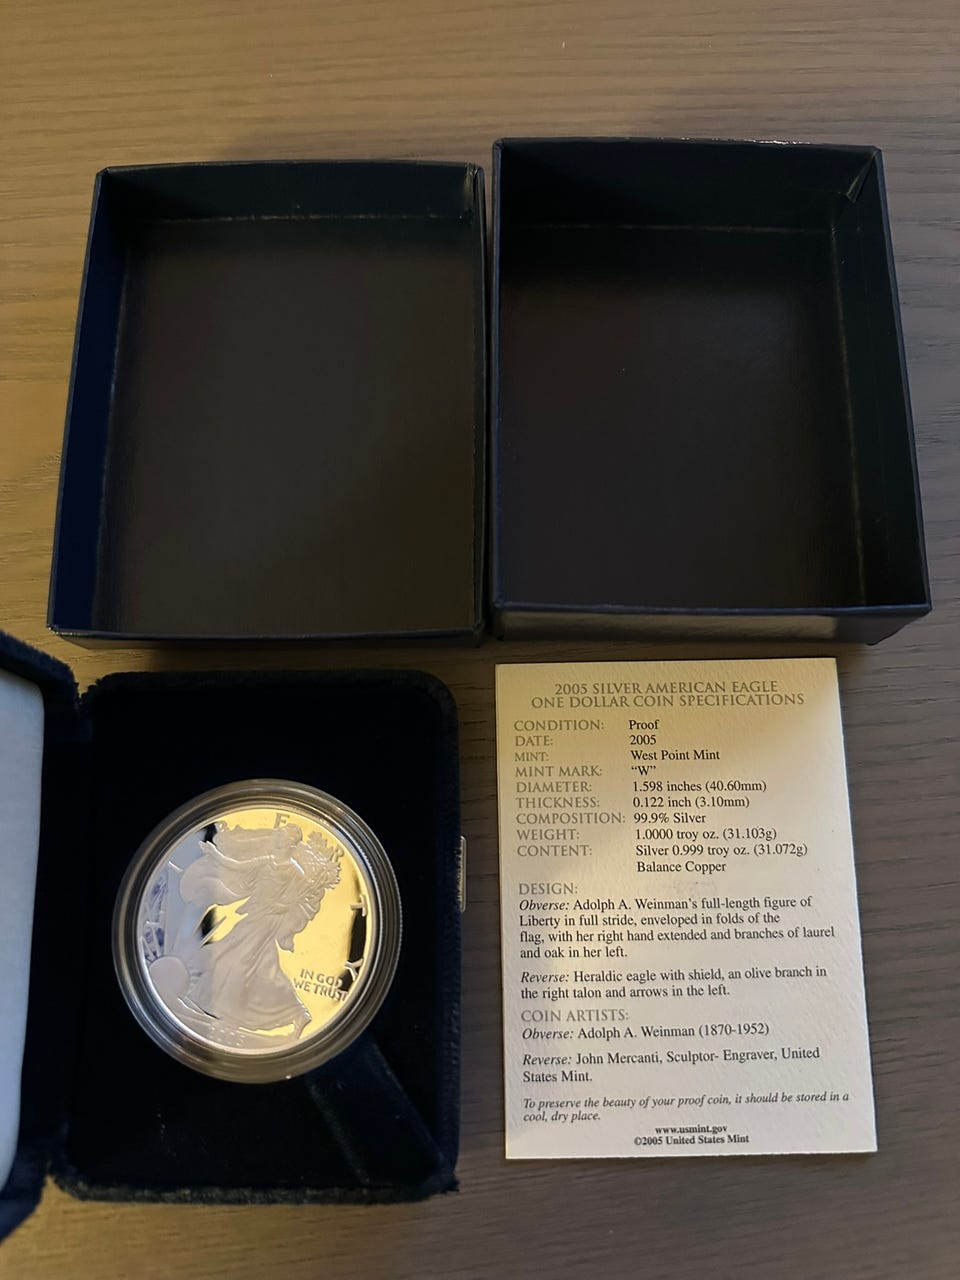 LIBERTY
IN GOD
WE TRUST
2005
2005 SILVER AMERICAN EAGLE
ONE DOLLAR COIN SPECIFICATIONS
CONDITION: Proof
DATE: 2005
MINT: West Point Mint
MINT MARK: “W”
DIAMETER: 1.598 inches (40.60mm)
THICKNESS: 0.122 inch (3.10mm)
COMPOSITION: 99.9% Silver
WEIGHT: 1.0000 troy oz. (31.103g)
CONTENT: Silver 0.999 troy oz. (31.072g)
Balance Copper
DESIGN:
Obverse: Adolph A. Weinman's full-length figure of
Liberty in full stride, enveloped in folds of the
flag, with her right hand extended and branches of laurel
and oak in her left.
Reverse: Heraldic eagle with shield, an olive branch in
the right talon and arrows in the left.
COIN ARTISTS:
Obverse: Adolph A. Weinman (1870-1952)
Reverse: John Mercanti, Sculptor- Engraver, United
States Mint.
To preserve the beauty of your proof coin, it should be stored in a
cool, dry place.
www.usmint.gov
©2005 United States Mint